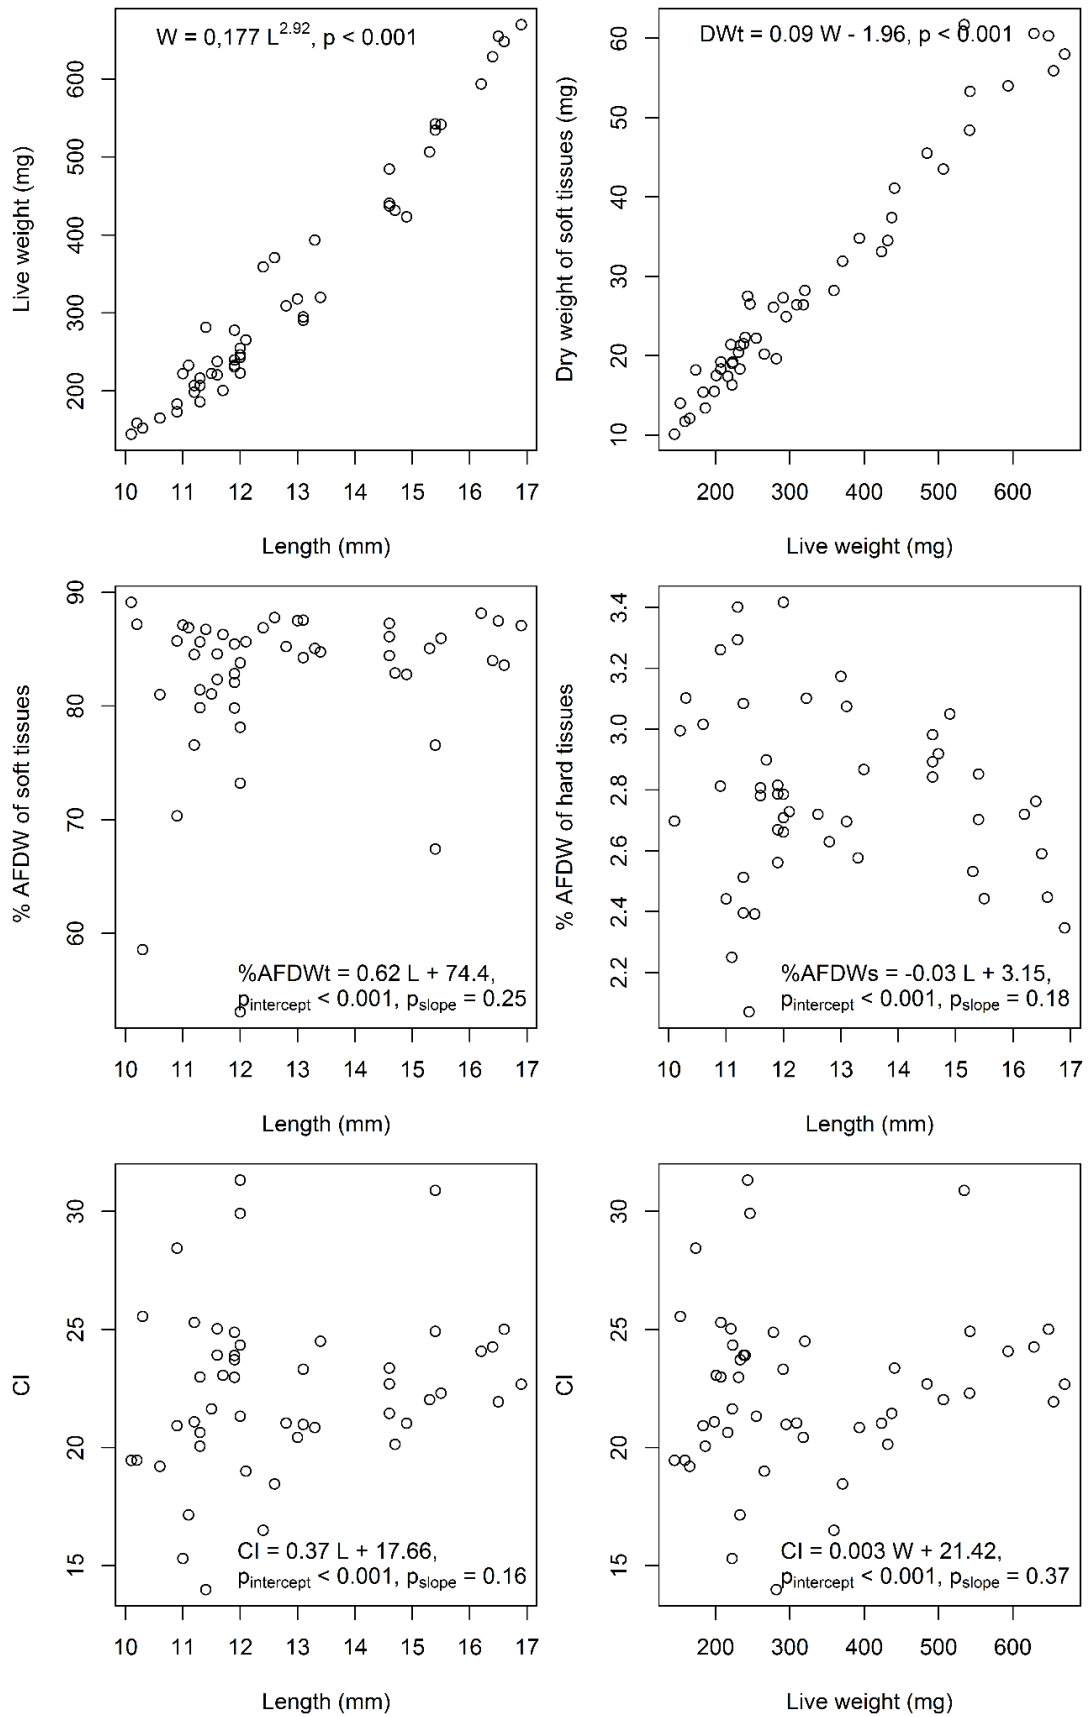 W = 0,177 L^2.92, p < 0.001
Live weight (mg)
600
500
400
300
200
10 11 12 13 14 15 16 17
Length (mm)
DWt = 0.09 W - 1.96, p < 0.001
Dry weight of soft tissues (mg)
60
50
40
30
20
10
200 300 400 500 600
Live weight (mg)
% AFDW of soft tissues
90
80
70
60
%AFDWt = 0.62 L + 74.4,
p_intercept < 0.001, p_slope = 0.25
10 11 12 13 14 15 16 17
Length (mm)
% AFDW of hard tissues
3.4
3.2
3.0
2.8
2.6
2.4
2.2
%AFDWs = -0.03 L + 3.15,
p_intercept < 0.001, p_slope = 0.18
10 11 12 13 14 15 16 17
Length (mm)
CI
30
25
20
15
CI = 0.37 L + 17.66,
p_intercept < 0.001, p_slope = 0.16
10 11 12 13 14 15 16 17
Length (mm)
CI
30
25
20
15
CI = 0.003 W + 21.42,
p_intercept < 0.001, p_slope = 0.37
200 300 400 500 600
Live weight (mg)